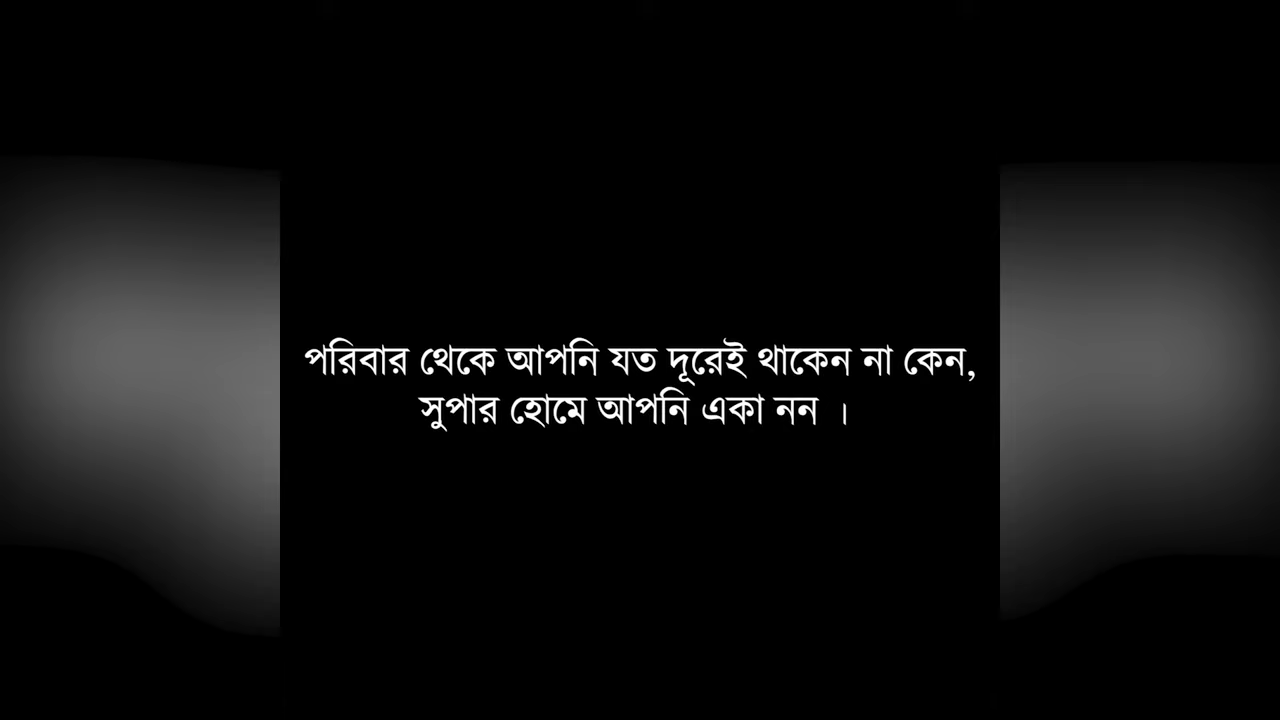 পরিবার থেকে আপনি যত দূরেই থাকেন না কেন,
সুপার হোমে আপনি একা নন ।